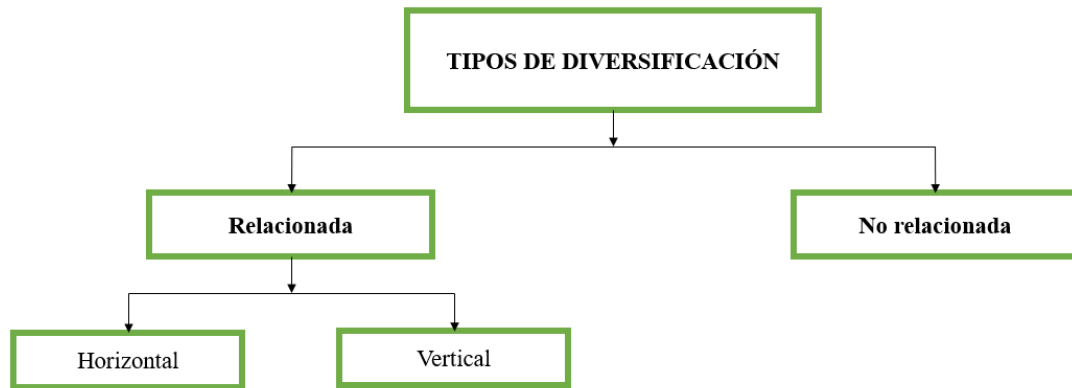 TIPOS DE DIVERSIFICACIÓN
Relacionada
No relacionada
Horizontal
Vertical